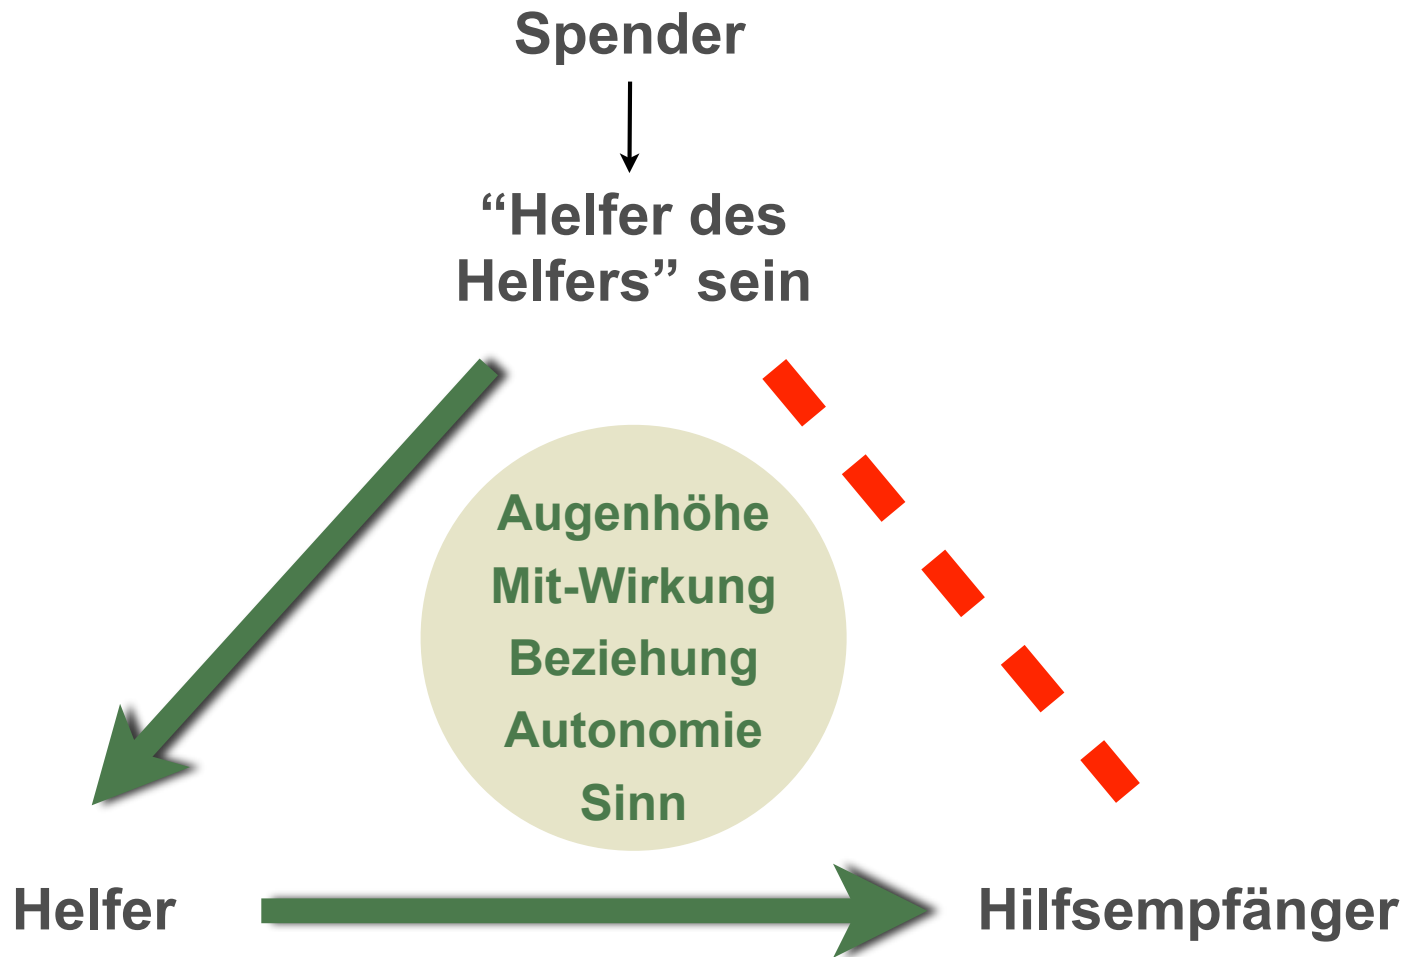 Spender
“Helfer des
Helfers” sein
Augenhöhe
Mit-Wirkung
Beziehung
Autonomie
Sinn
Helfer
Hilfsempfänger